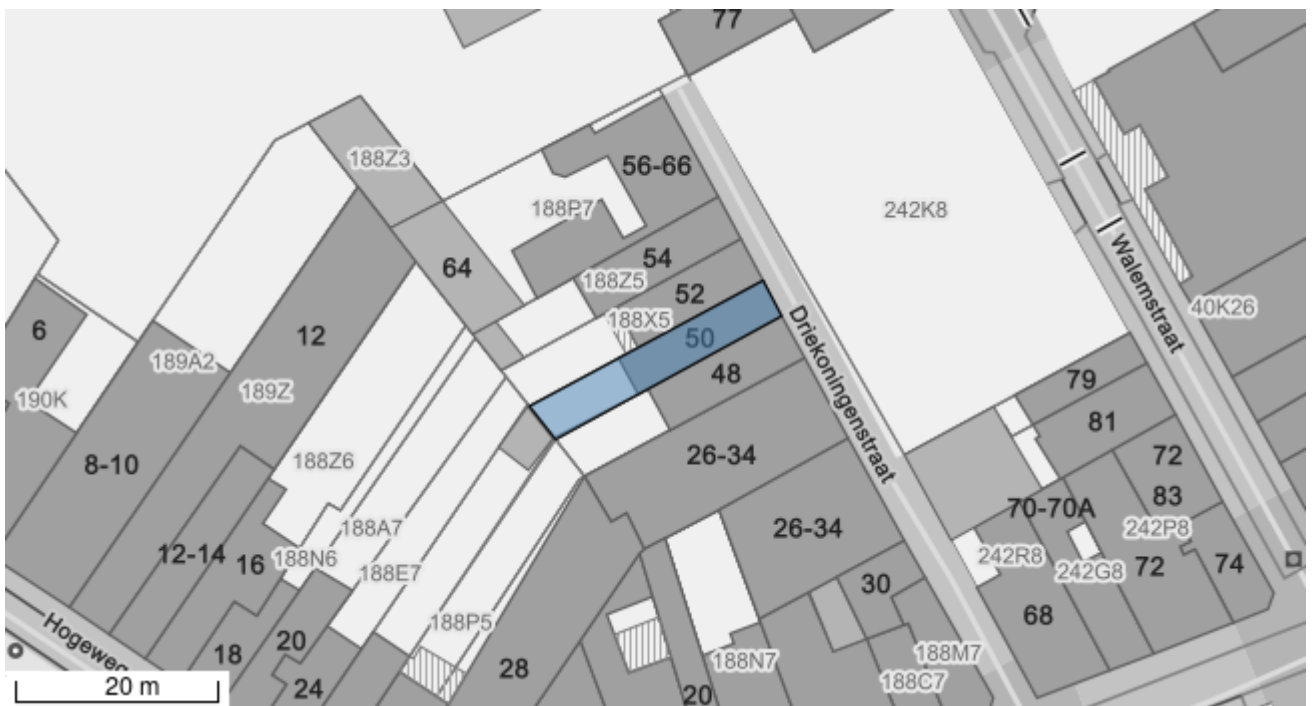 77
188Z3
56-66
188P7
242K8
64
54
188Z5
52
Walemstraat
40K26
6
12
188X5
50
Driekoningenstraat
189A2
189Z
48
79
190K
81
8-10
188Z6
26-34
72
83
188A7
26-34
70-70A
242P8
12-14
16
188N6
188E7
242R8
242G8
72
74
30
68
Hogeweg
18
20
188P5
28
188N7
188M7
188C7
24
20
20 m